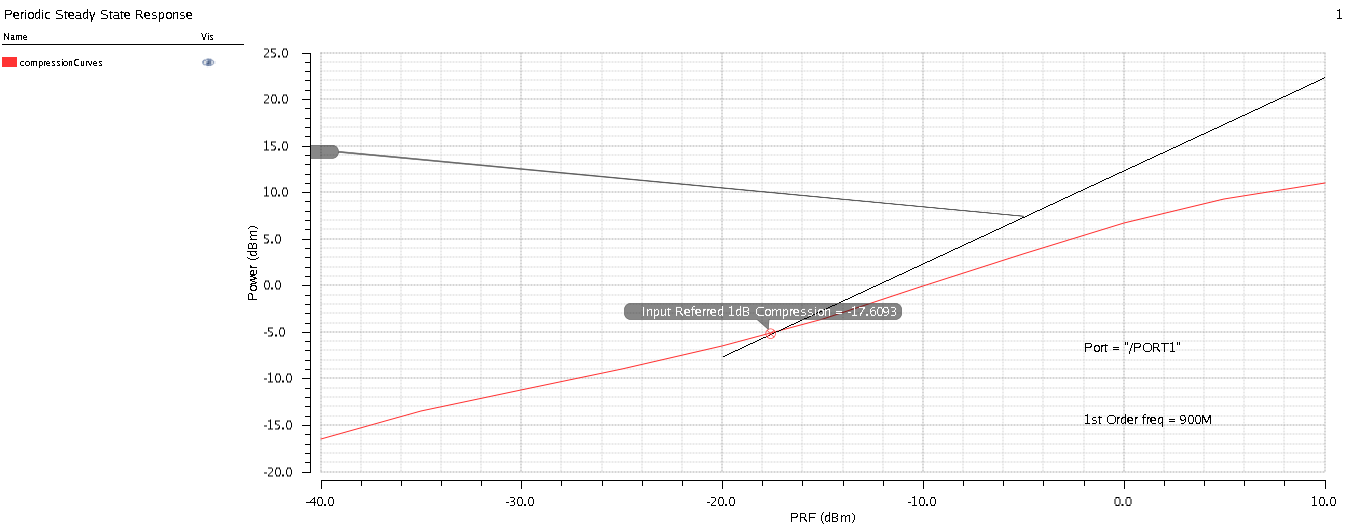 Periodic Steady State Response
1
Name Vis
compressionCurves
25.0
20.0
15.0
10.0
5.0
0.0
-5.0
-10.0
-15.0
-20.0
Power (dBm)
Input Referred 1dB Compression = -17.6093
Port = "/PORT1"
1st Order freq = 900M
-40.0 -30.0 -20.0 -10.0 0.0 10.0
PRF (dBm)